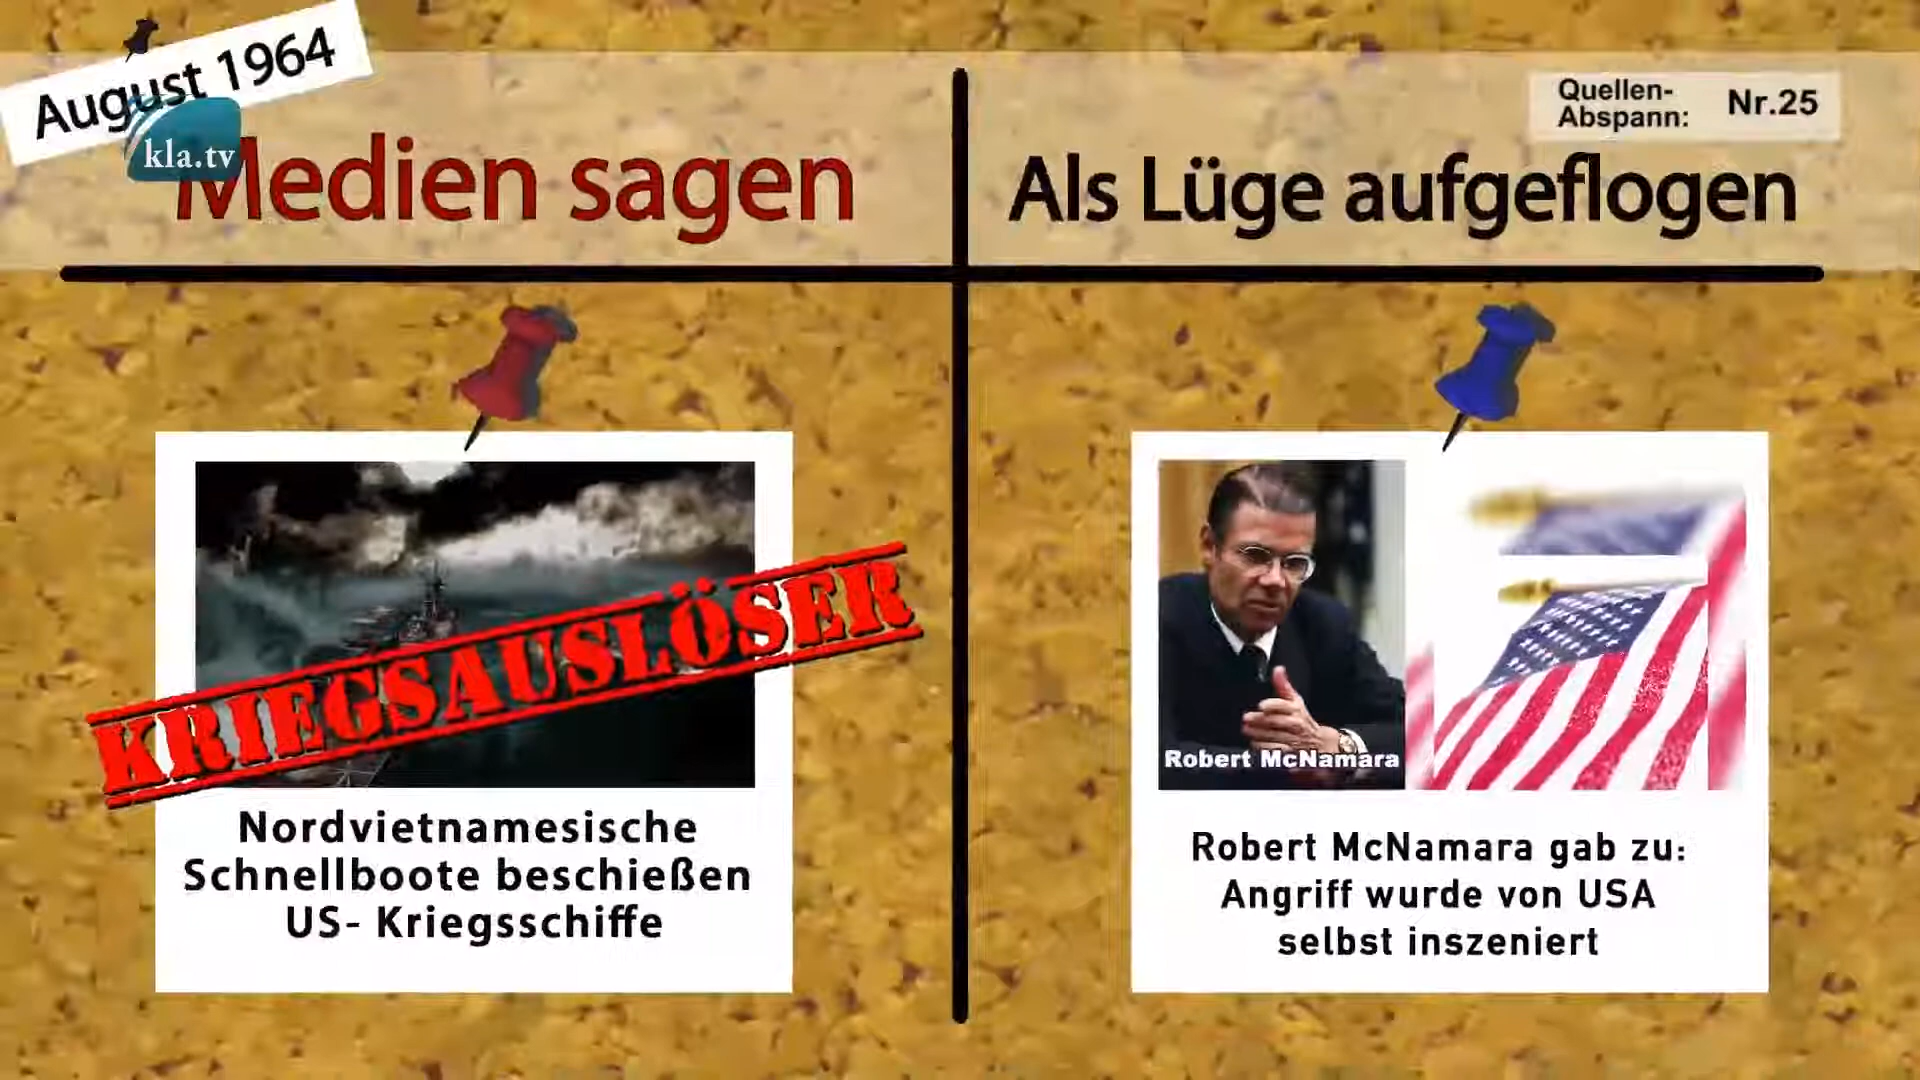 August 1964
kla.tv
Medien sagen
Als Lüge aufgeflogen
Quellen-
Abspann:
Nr.25
KRIEGSAUSLÖSER
Nordvietnamesische
Schnellboote beschießen
US- Kriegsschiffe
Robert McNamara
Robert McNamara gab zu:
Angriff wurde von USA
selbst inszeniert